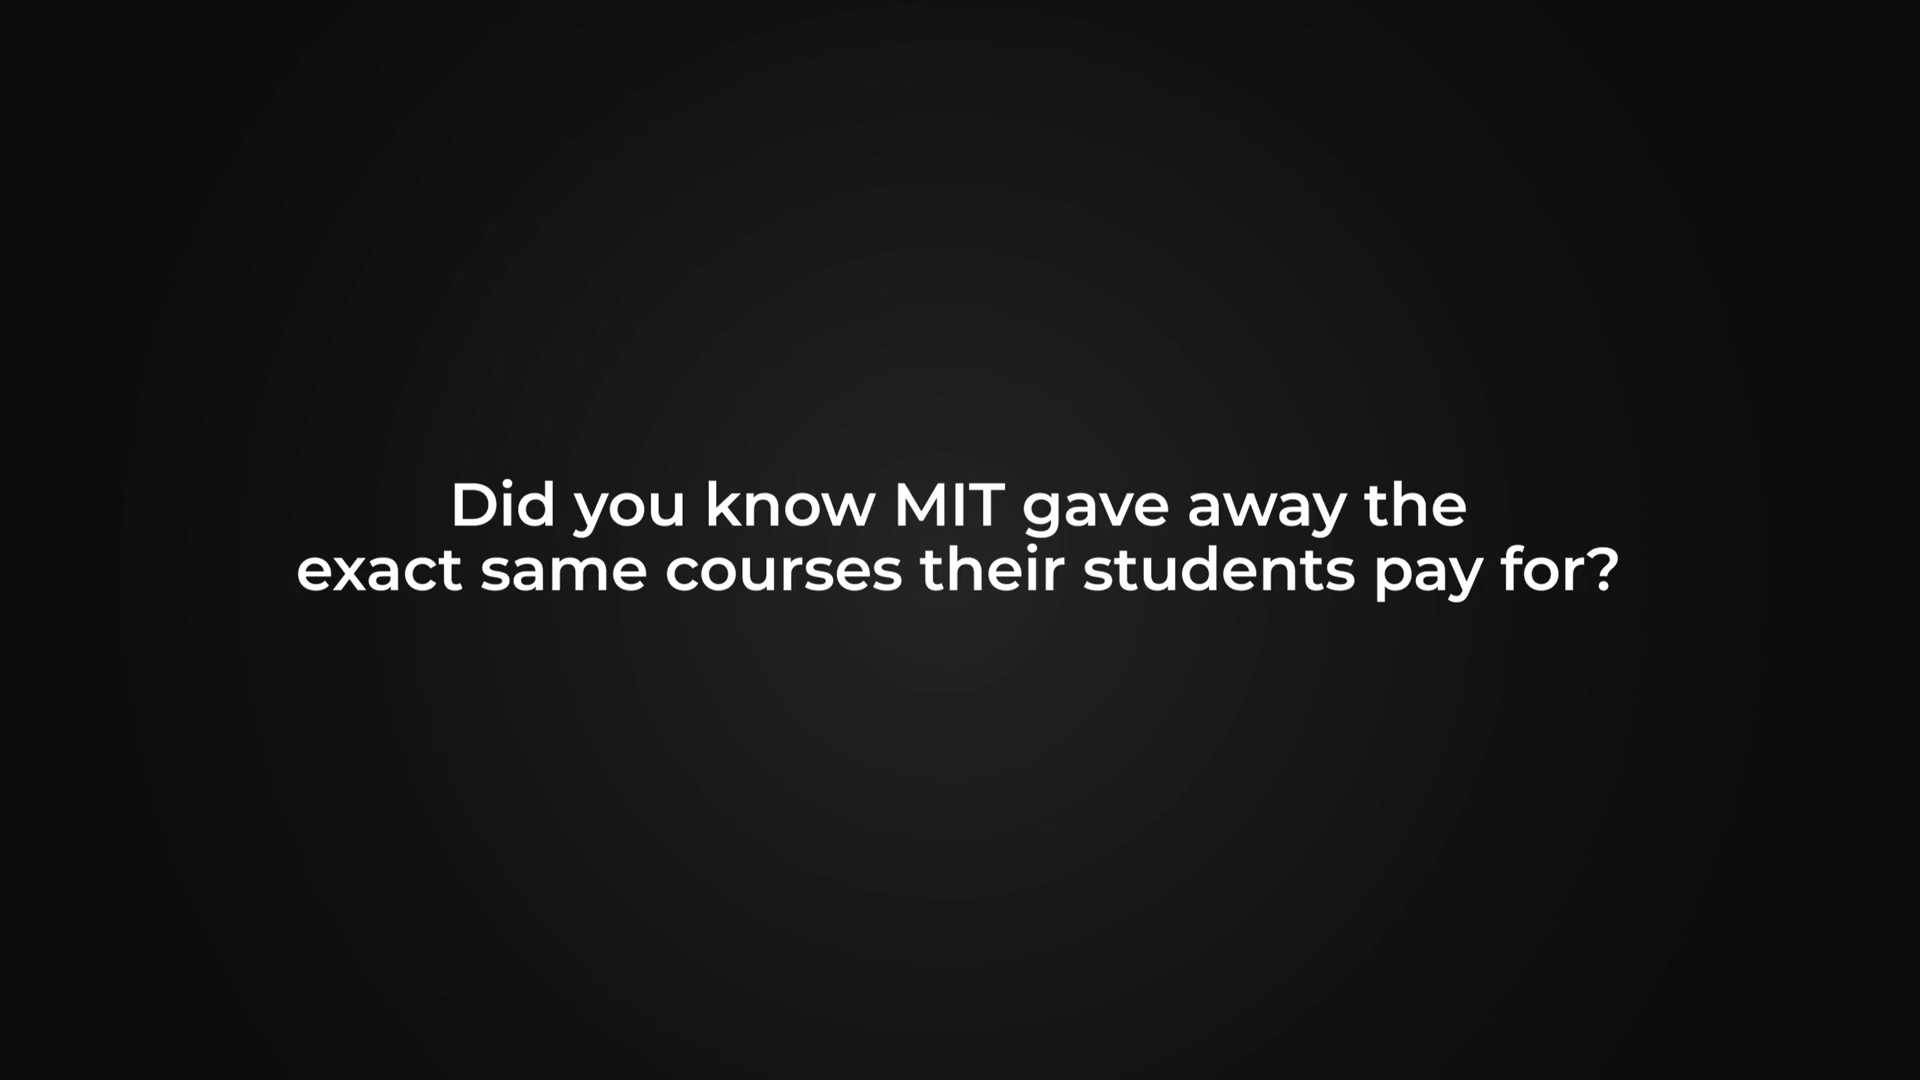 Did you know MIT gave away the
exact same courses their students pay for?